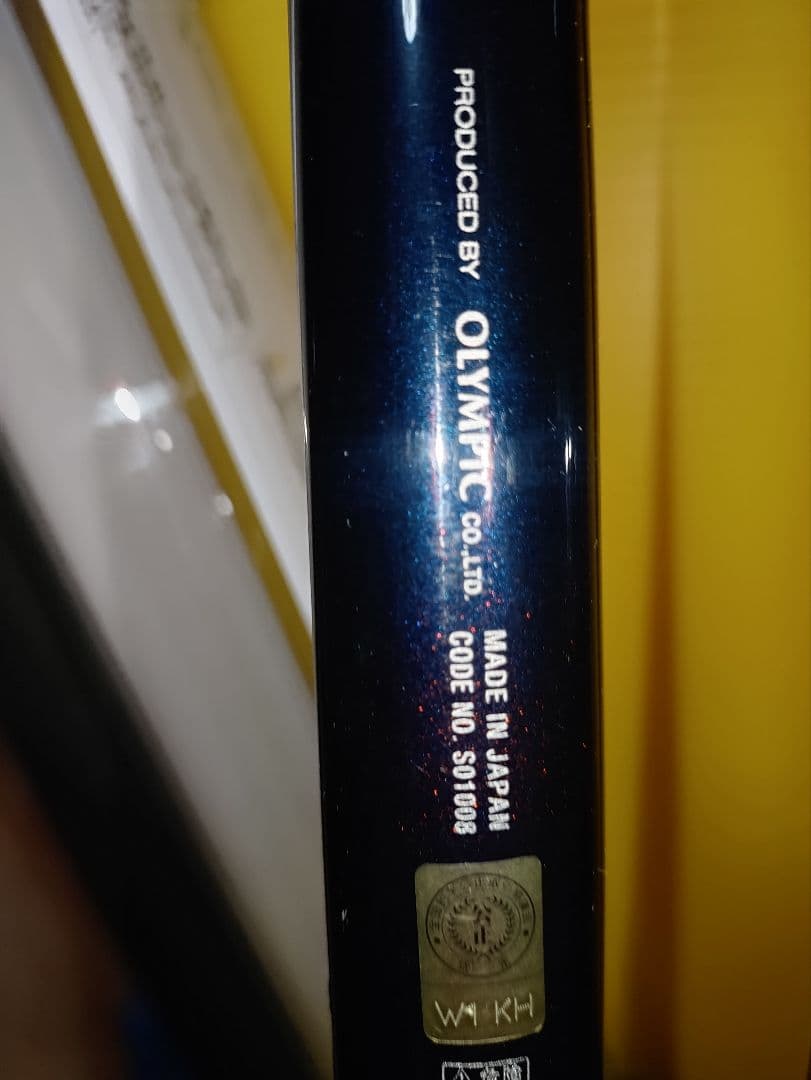 PRODUCED BY OLYMPIC CO.,LTD.
MADE IN JAPAN
CODE NO. S01008
W1 KH